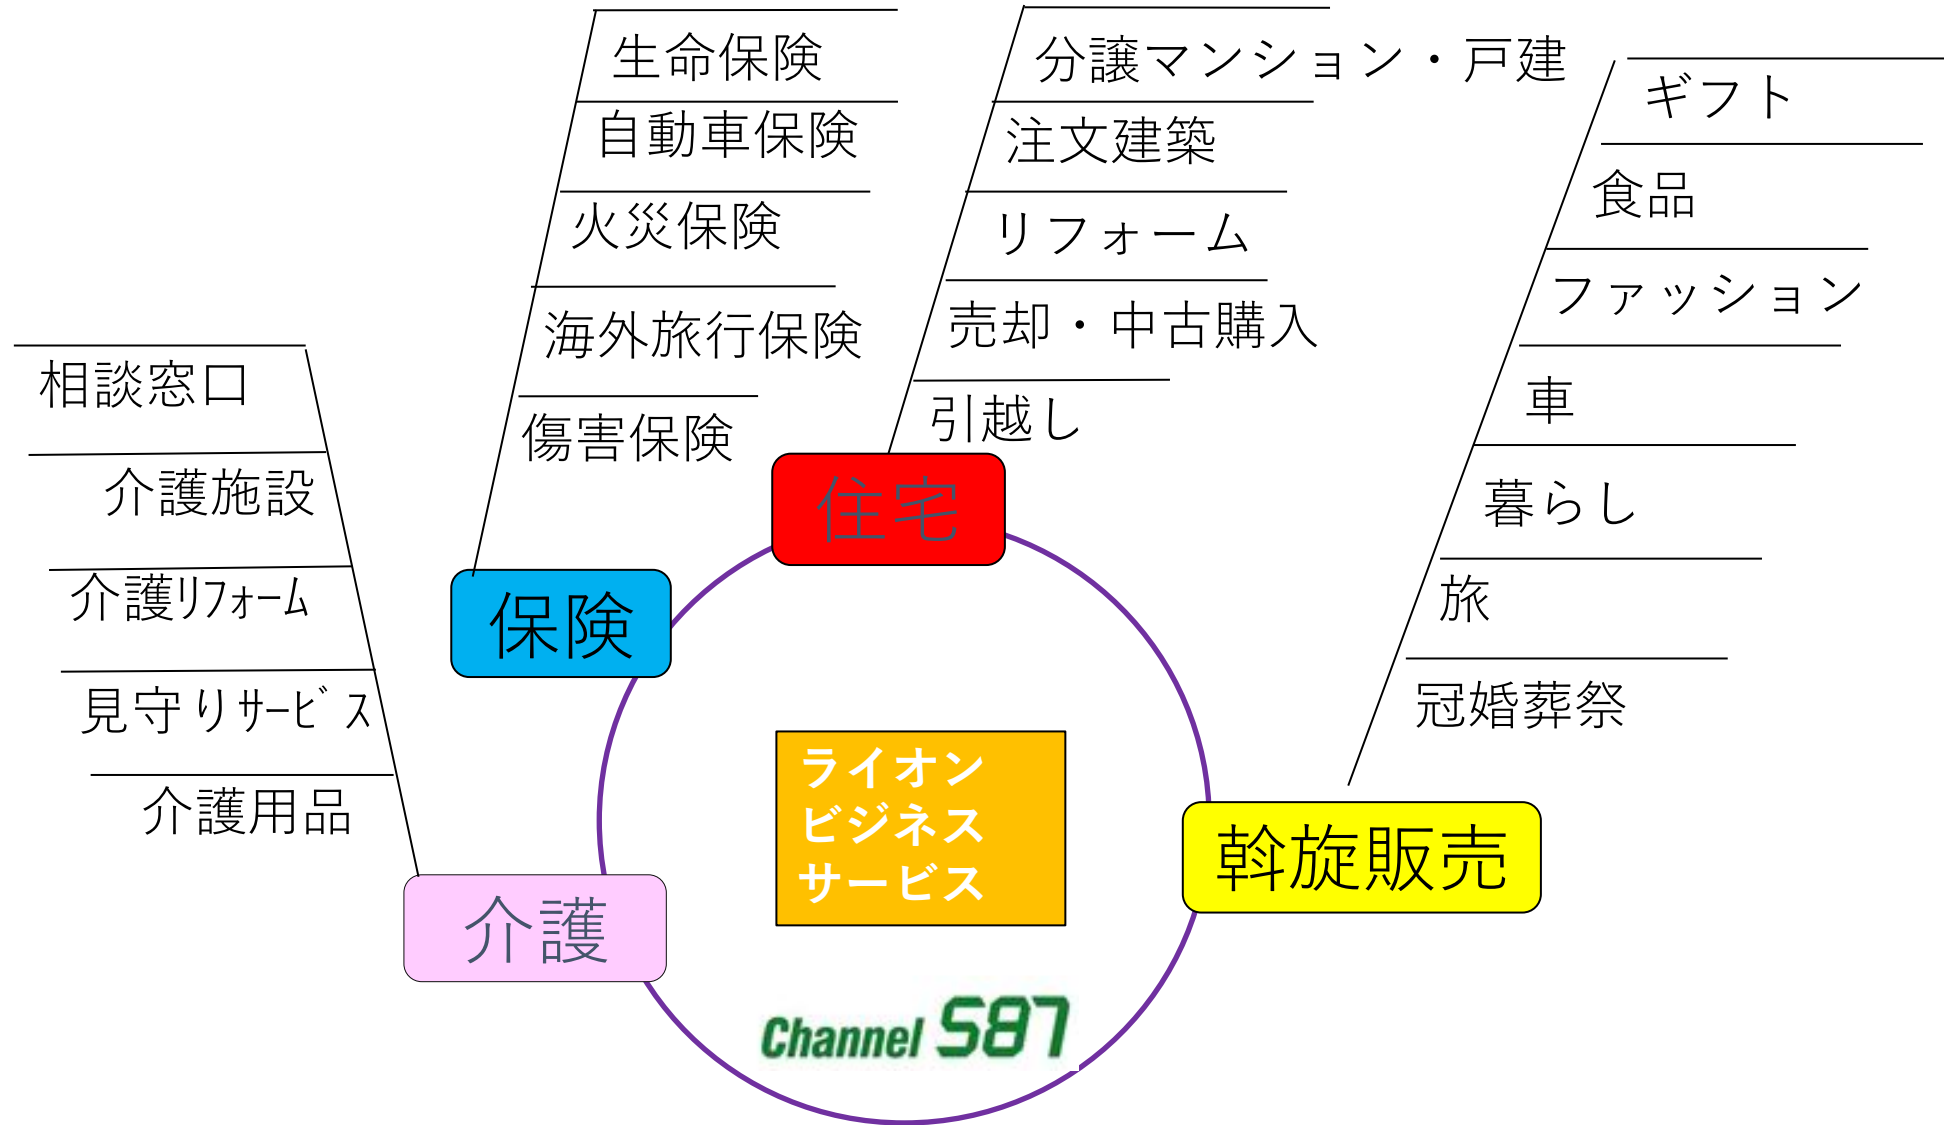 生命保険
自動車保険
火災保険
海外旅行保険
傷害保険
保険
分譲マンション・戸建
注文建築
リフォーム
売却・中古購入
引越し
住宅
ギフト
食品
ファッション
車
暮らし
旅
冠婚葬祭
斡旋販売
相談窓口
介護施設
介護リフォーム
見守りサービス
介護用品
介護
ライオン
ビジネス
サービス
Channel S87